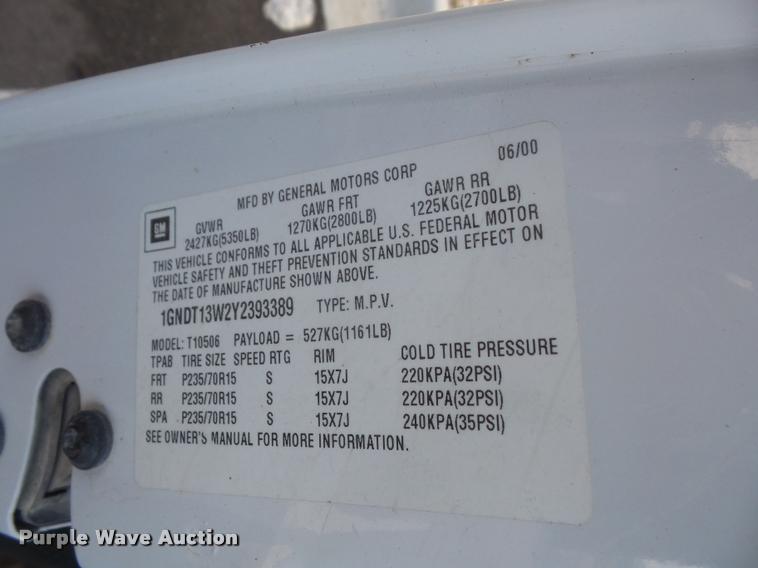 06/00
MFD BY GENERAL MOTORS CORP
GM
GVWR GAWR FRT GAWR RR
2427KG(5350LB) 1270KG(2800LB) 1225KG(2700LB)
THIS VEHICLE CONFORMS TO ALL APPLICABLE U.S. FEDERAL MOTOR
VEHICLE SAFETY AND THEFT PREVENTION STANDARDS IN EFFECT ON
THE DATE OF MANUFACTURE SHOWN ABOVE.
1GNDT13W2Y2393389 TYPE: M.P.V.
MODEL: T10506 PAYLOAD = 527KG(1161LB)
TPAB TIRE SIZE SPEED RTG RIM COLD TIRE PRESSURE
FRT P235/70R15 S 15X7J 220KPA(32PSI)
RR P235/70R15 S 15X7J 220KPA(32PSI)
SPA P235/70R15 S 15X7J 240KPA(35PSI)
SEE OWNER'S MANUAL FOR MORE INFORMATION.
Purple Wave Auction